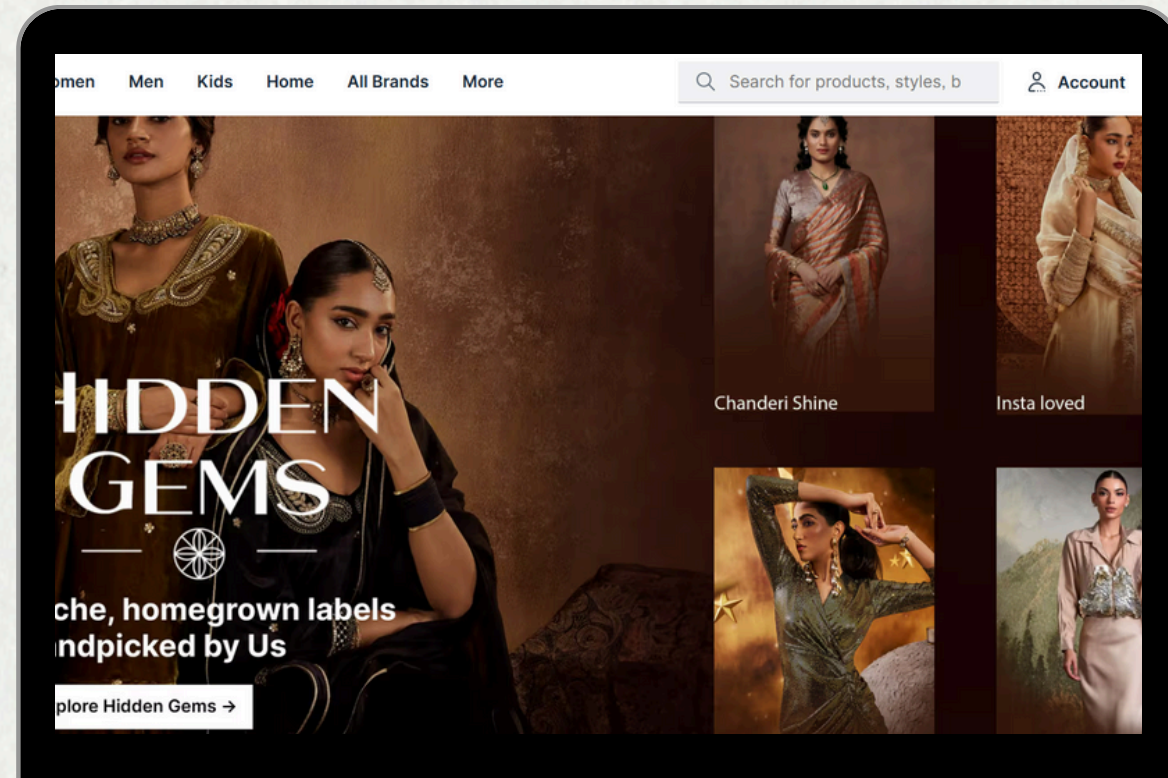 omen Men Kids Home All Brands More Search for products, styles, b Account
HIDDEN
GEMS
che, homegrown labels
ndpicked by Us
plore Hidden Gems →
Chanderi Shine
Insta loved